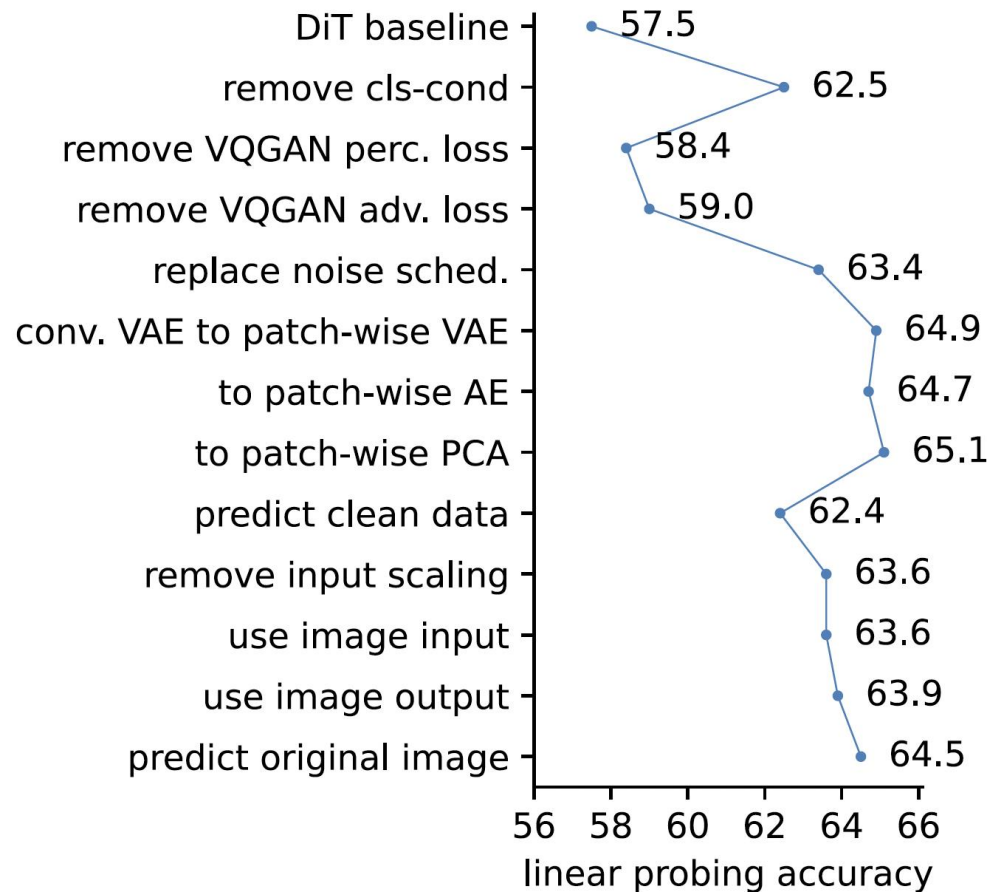 DiT baseline 57.5
remove cls-cond 62.5
remove VQGAN perc. loss 58.4
remove VQGAN adv. loss 59.0
replace noise sched. 63.4
conv. VAE to patch-wise VAE 64.9
to patch-wise AE 64.7
to patch-wise PCA 65.1
predict clean data 62.4
remove input scaling 63.6
use image input 63.6
use image output 63.9
predict original image 64.5
56 58 60 62 64 66
linear probing accuracy